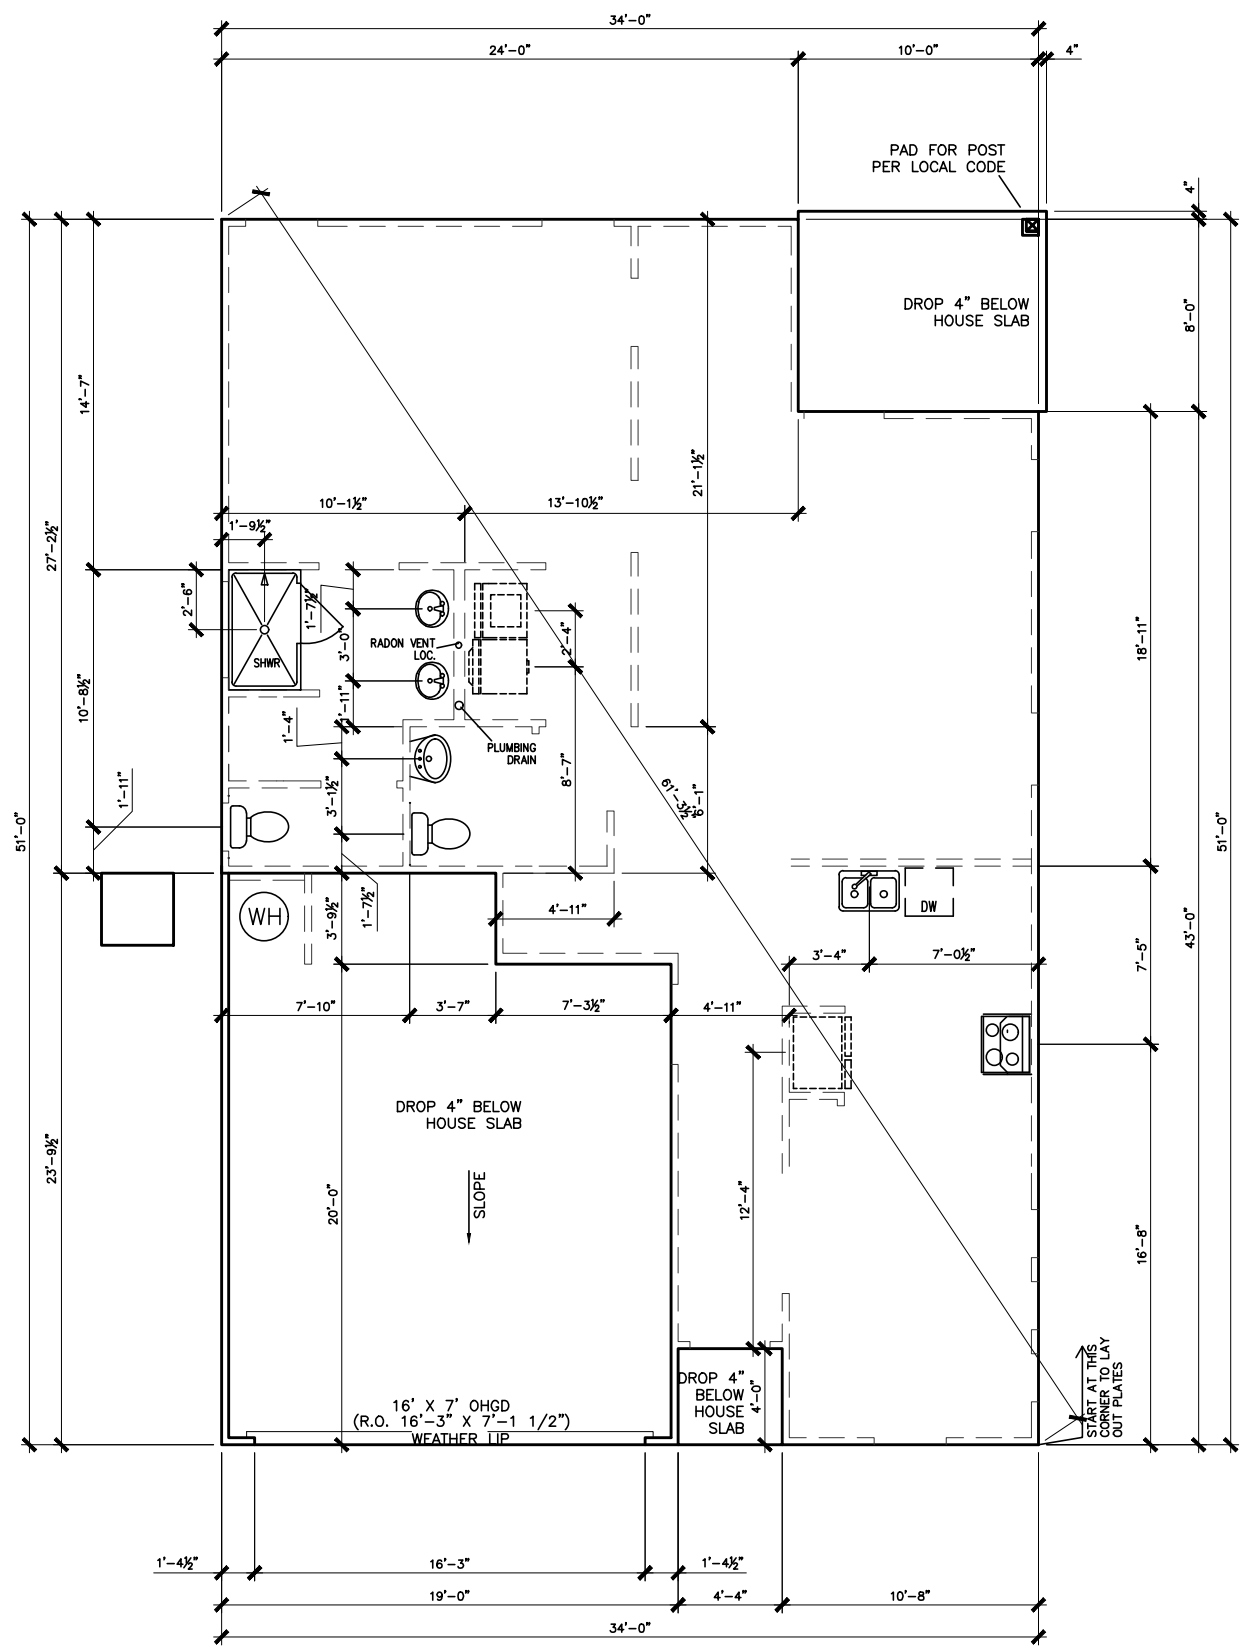 34'-0"
24'-0"
10'-0"
4"
PAD FOR POST
PER LOCAL CODE
4"
DROP 4" BELOW
HOUSE SLAB
8'-0"
14'-7"
27'-2½"
21'-1½"
10'-1½"
13'-10½"
1'-9½"
2'-6"
1'-7½"
3'-0"
RADON VENT
LOC.
2'-4"
18'-11"
SHWR
10'-8½"
1'-11"
1'-4"
PLUMBING
DRAIN
8'-7"
1'-11"
3'-1½"
61'-3½"
6'-1"
51'-0"
51'-0"
WH
3'-9½"
1'-7½"
4'-11"
DW
43'-0"
7'-5"
3'-4"
7'-0½"
7'-10"
3'-7"
7'-3½"
4'-11"
DROP 4" BELOW
HOUSE SLAB
23'-9½"
SLOPE
20'-0"
12'-4"
16'-8"
START AT THIS
CORNER TO LAY
OUT PLATES
DROP 4"
BELOW
HOUSE
SLAB
4'-0"
16' X 7' OHGD
(R.O. 16'-3" X 7'-1 1/2")
WEATHER LIP
1'-4½"
16'-3"
1'-4½"
19'-0"
4'-4"
10'-8"
34'-0"